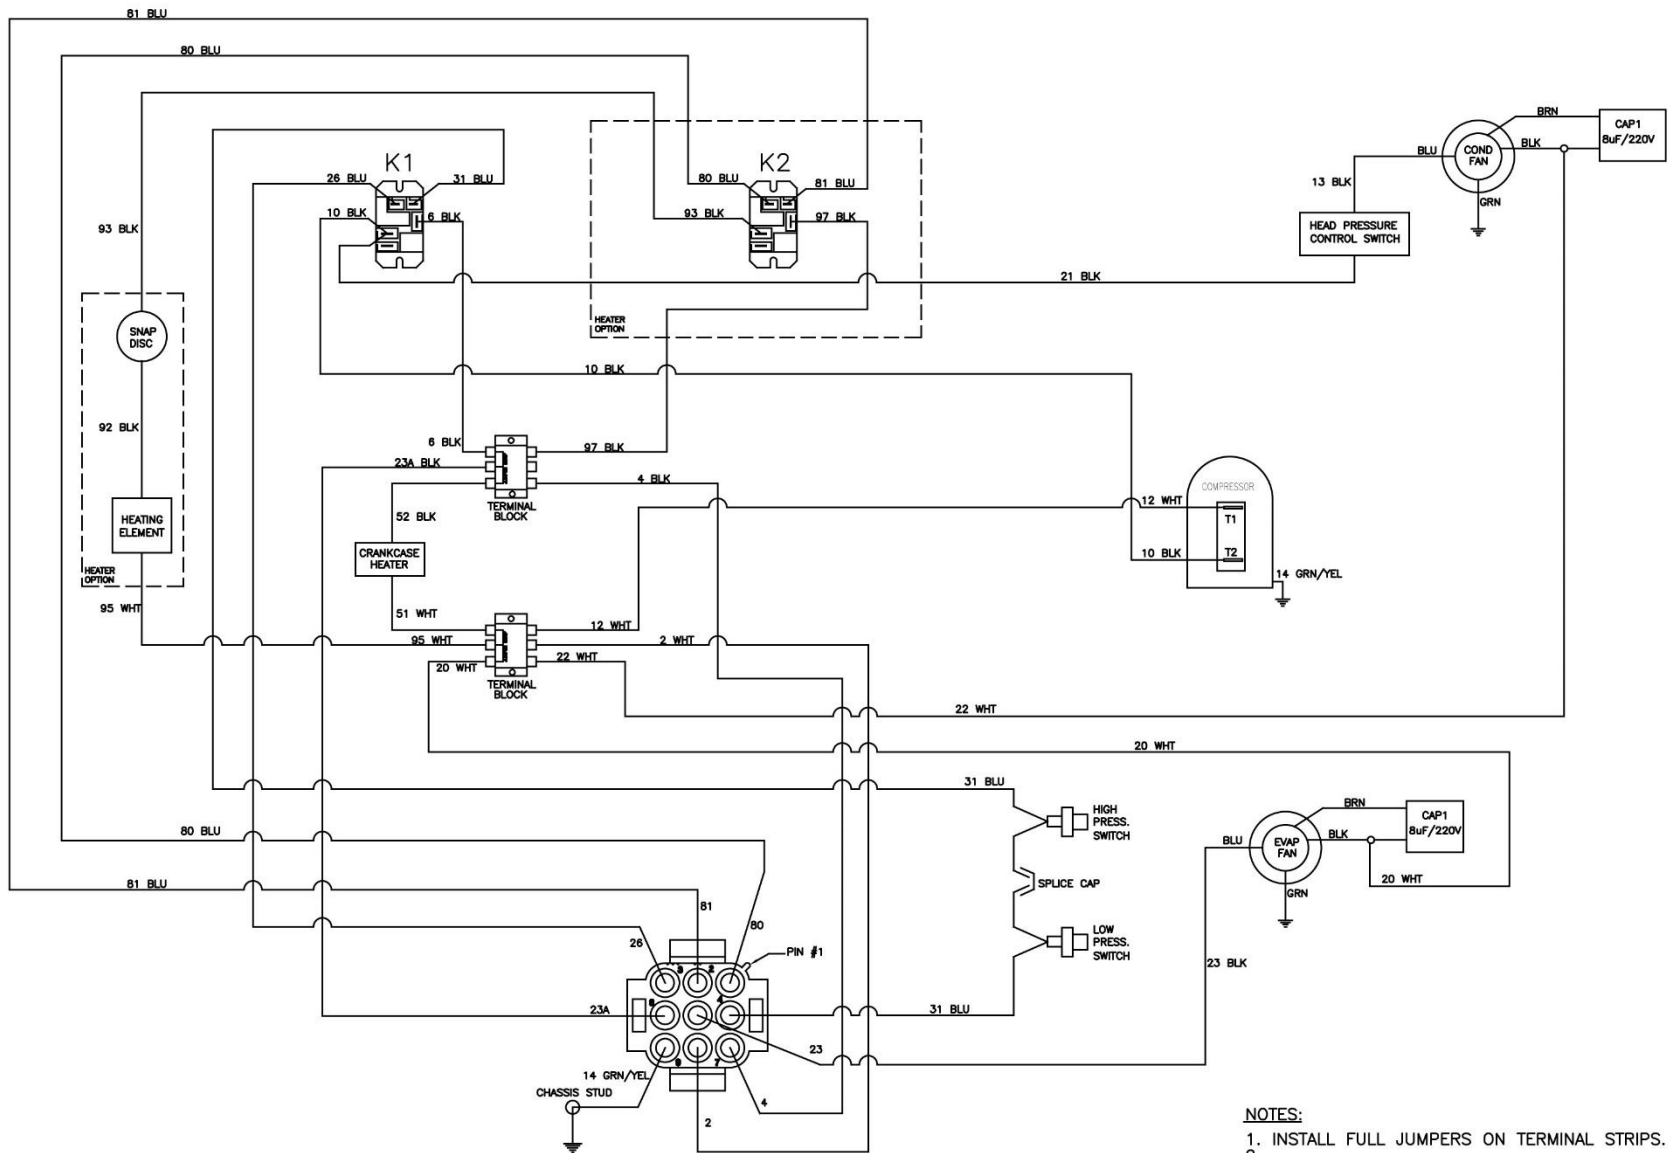 81 BLU
80 BLU
BRN
CAP1
8uF/220V
BLU
COND
FAN
BLK
K1
K2
26 BLU
31 BLU
80 BLU
81 BLU
13 BLK
GRN
10 BLK
6 BLK
93 BLK
97 BLK
93 BLK
HEAD PRESSURE
CONTROL SWITCH
21 BLK
SNAP
DISC
HEATER
OPTION
10 BLK
92 BLK
6 BLK
97 BLK
23A BLK
4 BLK
COMPRESSOR
12 WHT
T1
TERMINAL
BLOCK
52 BLK
HEATING
ELEMENT
CRANKCASE
HEATER
10 BLK
T2
14 GRN/YEL
HEATER
OPTION
95 WHT
51 WHT
12 WHT
95 WHT
2 WHT
20 WHT
22 WHT
TERMINAL
BLOCK
22 WHT
20 WHT
31 BLU
HIGH
PRESS.
SWITCH
BRN
CAP1
8uF/220V
80 BLU
BLU
EVAP
FAN
BLK
81 BLU
SPLICE CAP
20 WHT
GRN
81
80
26
LOW
PRESS.
SWITCH
PIN #1
23 BLK
3
2
4
23A
31 BLU
23
9
7
14 GRN/YEL
CHASSIS STUD
4
2
NOTES:
1. INSTALL FULL JUMPERS ON TERMINAL STRIPS.